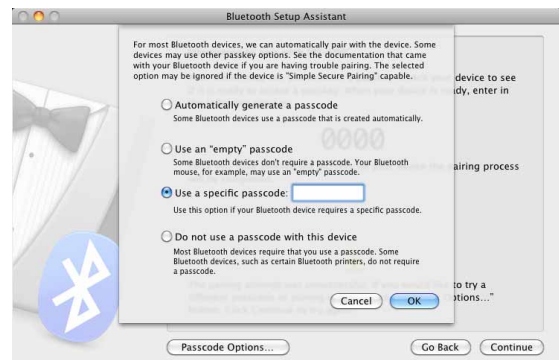 Bluetooth Setup Assistant
For most Bluetooth devices, we can automatically pair with the device. Some
devices may use other passkey options. See the documentation that came
with your Bluetooth device if you are having trouble pairing. The selected
option may be ignored if the device is "Simple Secure Pairing" capable.
device to see
dy, enter in
Automatically generate a passcode
Some Bluetooth devices use a passcode that is created automatically.
0000
Use an "empty" passcode
Some Bluetooth devices don't require a passcode. Your Bluetooth
mouse, for example, may use an "empty" passcode.
airing process
Use a specific passcode:
Use this option if your Bluetooth device requires a specific passcode.
Do not use a passcode with this device
Most Bluetooth devices require that you use a passcode. Some
Bluetooth devices, such as certain Bluetooth printers, do not require
a passcode.
to try a
ptions..."
Cancel
OK
Passcode Options...
Go Back
Continue